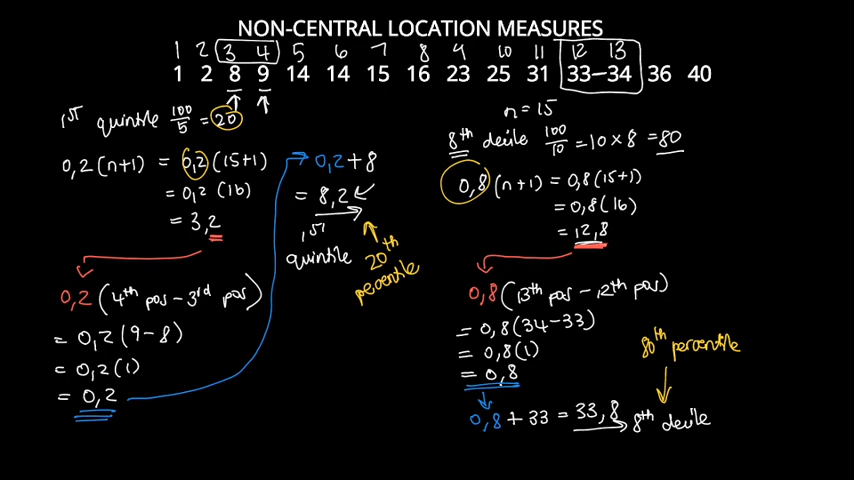 NON-CENTRAL LOCATION MEASURES
1 2 3 4 5 6 7 8 9 10 11 12 13
1 2 8 9 14 14 15 16 23 25 31 33-34 36 40
1ST quintile 100/5 = 20
0,2(n+1) = 0,2(15+1)
= 0,2(16)
= 3,2
0,2(4th pos - 3rd pos)
= 0,2(9-8)
= 0,2(1)
= 0,2
0,2+8
= 8,2
1ST
quintile
20th
percentile
n=15
8th decile 100/10 = 10 × 8 = 80
0,8(n+1) = 0,8(15+1)
= 0,8(16)
= 12,8
0,8(13th pos - 12th pos)
= 0,8(34-33)
= 0,8(1)
= 0,8
80th percentile
0,8 + 33 = 33,8 8th decile